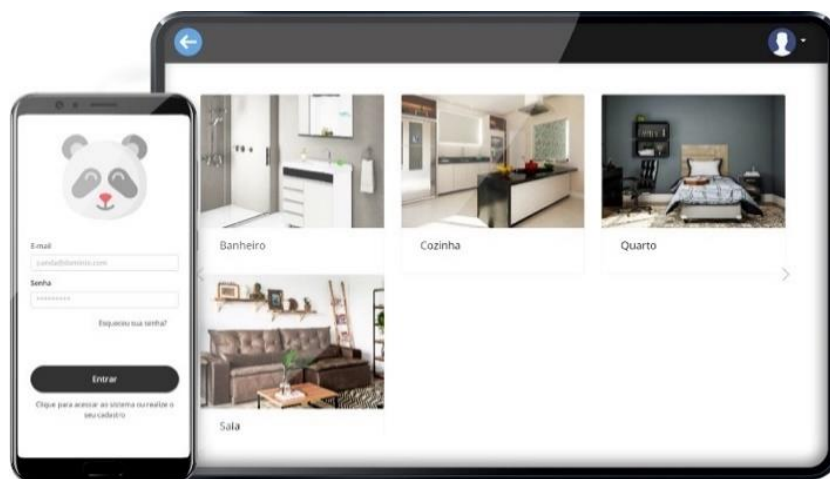 E-mail
Senha
*********
Esqueceu sua senha?
Entrar
Clique para acessar ao sistema ou realize o
seu cadastro
Banheiro
Cozinha
Quarto
Sala